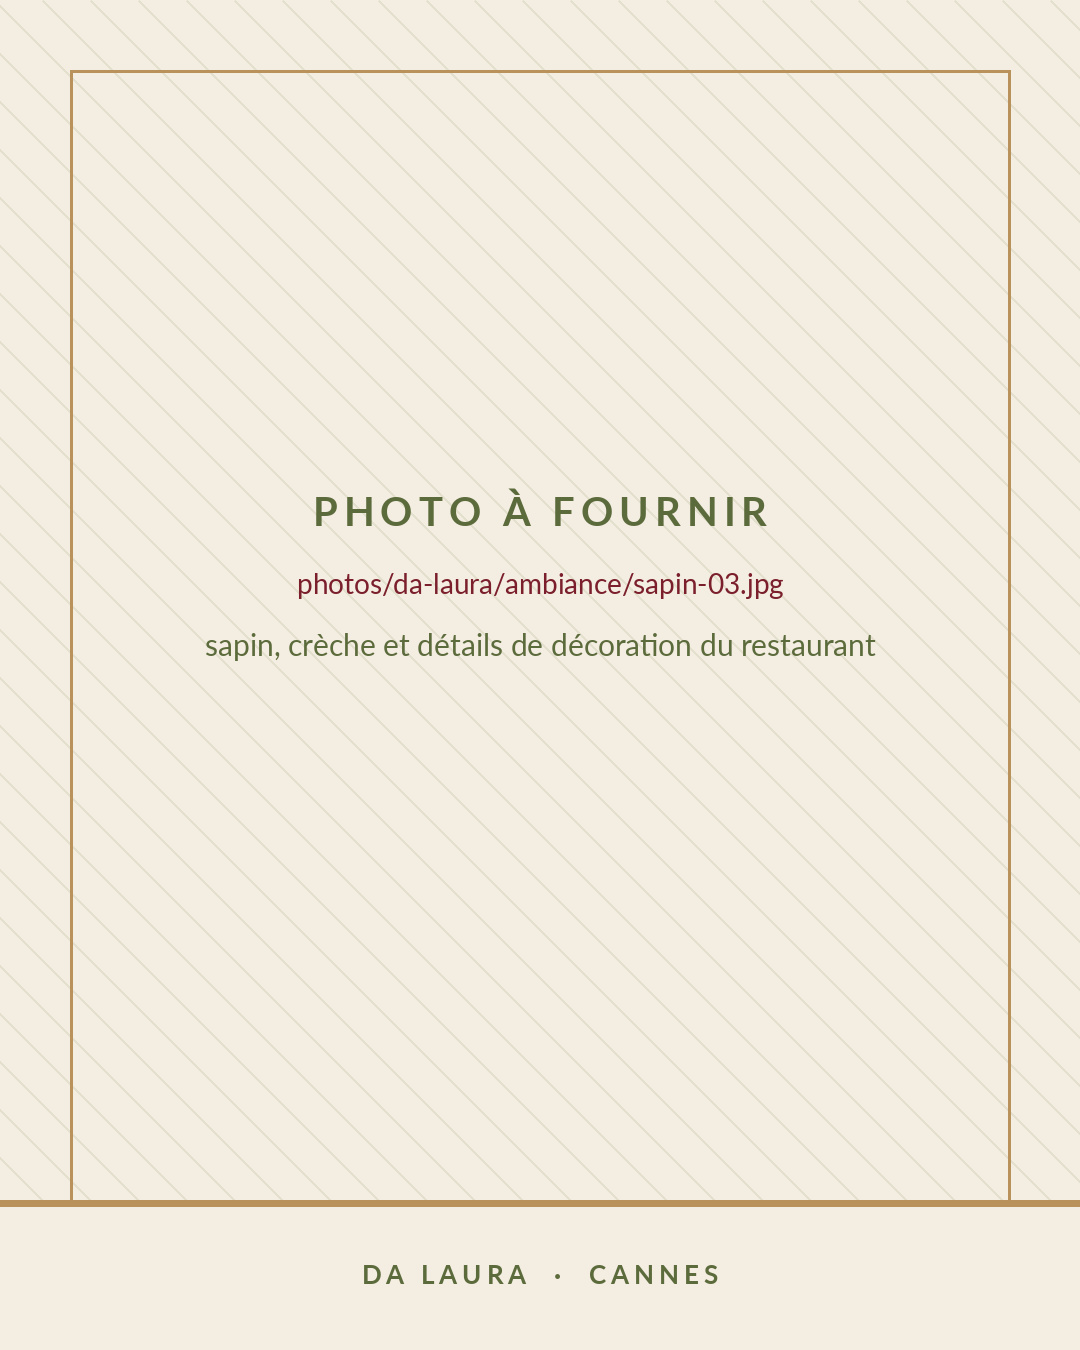 PHOTO À FOURNIR
photos/da-laura/ambiance/sapin-03.jpg
sapin, crèche et détails de décoration du restaurant
DA LAURA · CANNES